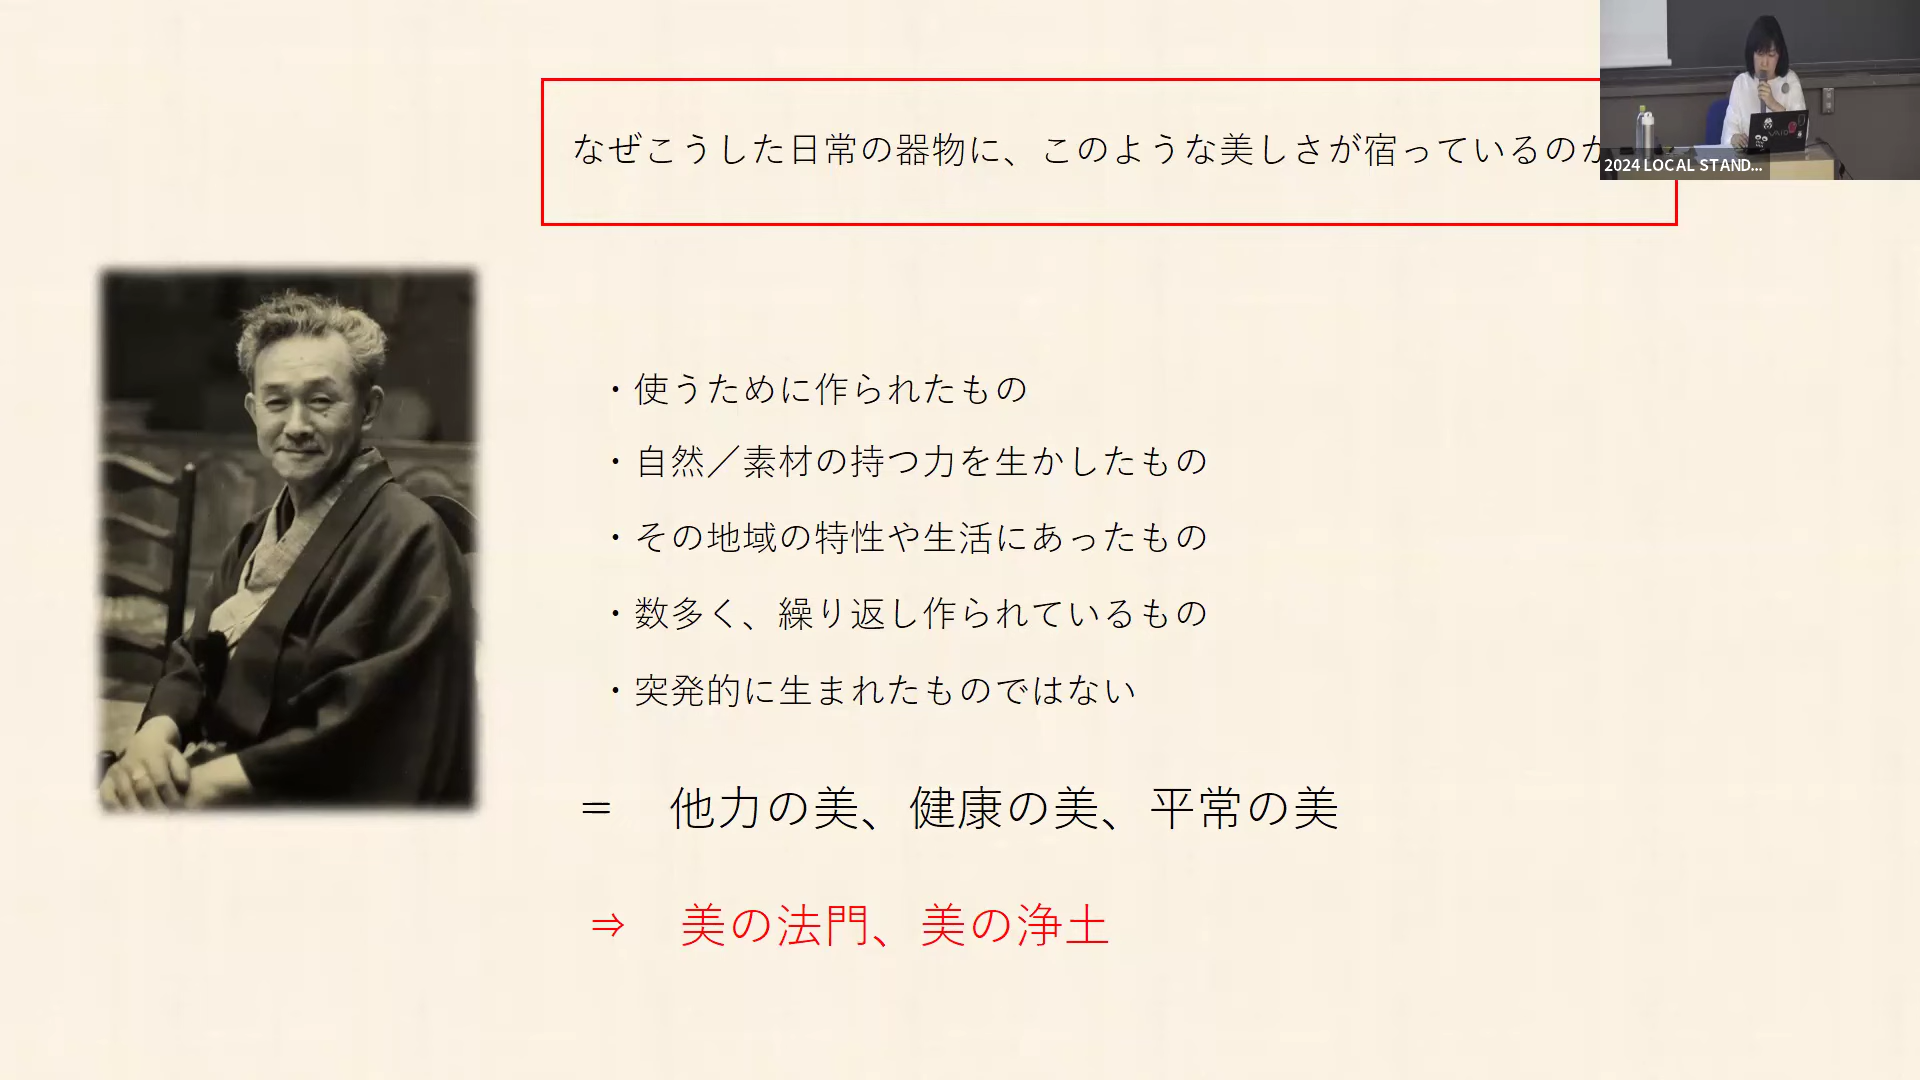 なぜこうした日常の器物に、このような美しさが宿っているのか
2024 LOCAL STAND...
・使うために作られたもの
・自然／素材の持つ力を生かしたもの
・その地域の特性や生活にあったもの
・数多く、繰り返し作られているもの
・突発的に生まれたものではない
＝　他力の美、健康の美、平常の美
⇒　美の法門、美の浄土